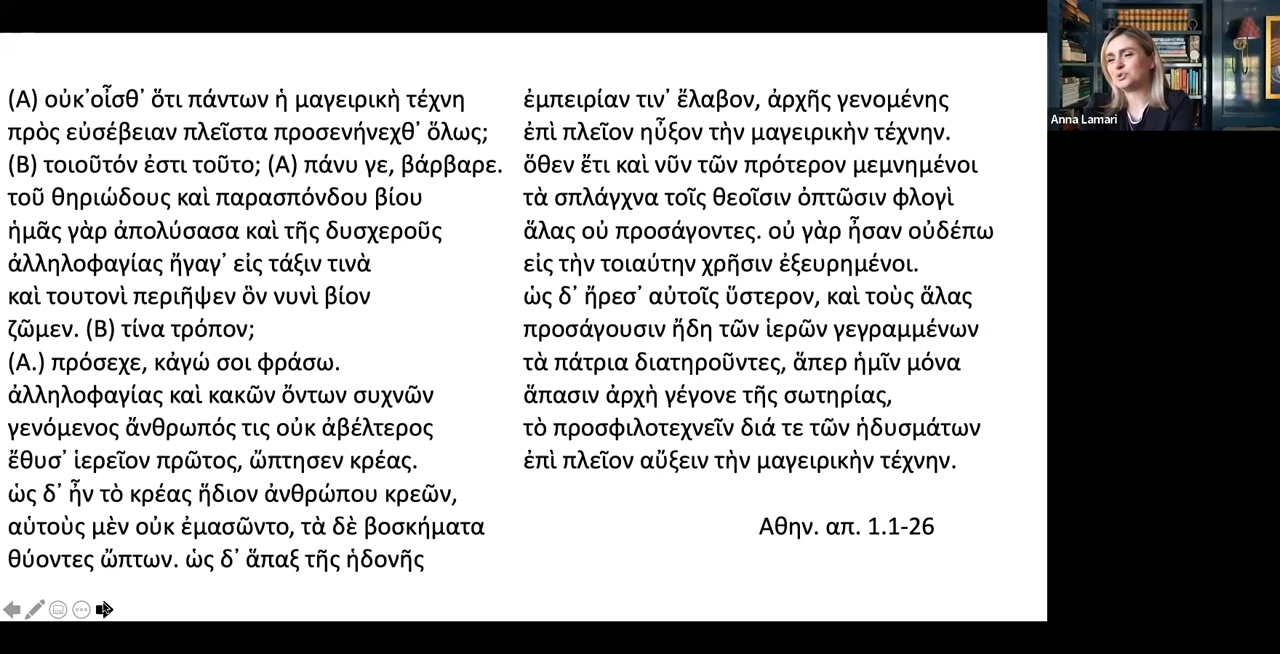 (Α) οὐκ᾿οἶσθ᾿ ὅτι πάντων ἡ μαγειρικὴ τέχνη
πρὸς εὐσέβειαν πλεῖστα προσενήνεχθ᾿ ὅλως;
(Β) τοιοῦτόν ἐστι τοῦτο; (Α) πάνυ γε, βάρβαρε.
τοῦ θηριώδους καὶ παρασπόνδου βίου
ἡμᾶς γὰρ ἀπολύσασα καὶ τῆς δυσχεροῦς
ἀλληλοφαγίας ἤγαγ᾿ εἰς τάξιν τινὰ
καὶ τουτονὶ περιῆψεν ὃν νυνὶ βίον
ζῶμεν. (Β) τίνα τρόπον;
(Α.) πρόσεχε, κἀγώ σοι φράσω.
ἀλληλοφαγίας καὶ κακῶν ὄντων συχνῶν
γενόμενος ἄνθρωπός τις οὐκ ἀβέλτερος
ἔθυσ᾿ ἱερεῖον πρῶτος, ὤπτησεν κρέας.
ὡς δ᾿ ἦν τὸ κρέας ἥδιον ἀνθρώπου κρεῶν,
αὑτοὺς μὲν οὐκ ἐμασῶντο, τὰ δὲ βοσκήματα
θύοντες ὤπτων. ὡς δ᾿ ἅπαξ τῆς ἡδονῆς
ἐμπειρίαν τιν᾿ ἔλαβον, ἀρχῆς γενομένης
ἐπὶ πλεῖον ηὖξον τὴν μαγειρικὴν τέχνην.
ὅθεν ἔτι καὶ νῦν τῶν πρότερον μεμνημένοι
τὰ σπλάγχνα τοῖς θεοῖσιν ὀπτῶσιν φλογὶ
ἅλας οὐ προσάγοντες. οὐ γὰρ ἦσαν οὐδέπω
εἰς τὴν τοιαύτην χρῆσιν ἐξευρημένοι.
ὡς δ᾿ ἤρεσ᾿ αὐτοῖς ὕστερον, καὶ τοὺς ἅλας
προσάγουσιν ἤδη τῶν ἱερῶν γεγραμμένων
τὰ πάτρια διατηροῦντες, ἅπερ ἡμῖν μόνα
ἅπασιν ἀρχὴ γέγονε τῆς σωτηρίας,
τὸ προσφιλοτεχνεῖν διά τε τῶν ἡδυσμάτων
ἐπὶ πλεῖον αὔξειν τὴν μαγειρικὴν τέχνην.
Αθην. απ. 1.1-26
Anna Lamari